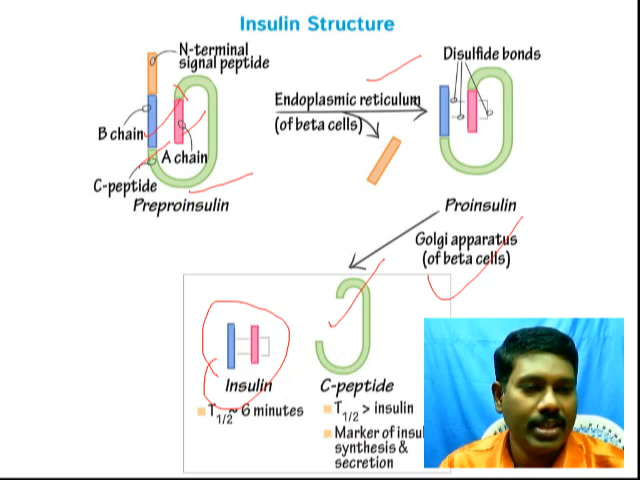 Insulin Structure
N-terminal
signal peptide
B chain
A chain
C-peptide
Preproinsulin
Endoplasmic reticulum
(of beta cells)
Disulfide bonds
Proinsulin
Golgi apparatus
(of beta cells)
Insulin
T1/2 ~ 6 minutes
C-peptide
T1/2 > insulin
Marker of
synthesis &
secretion